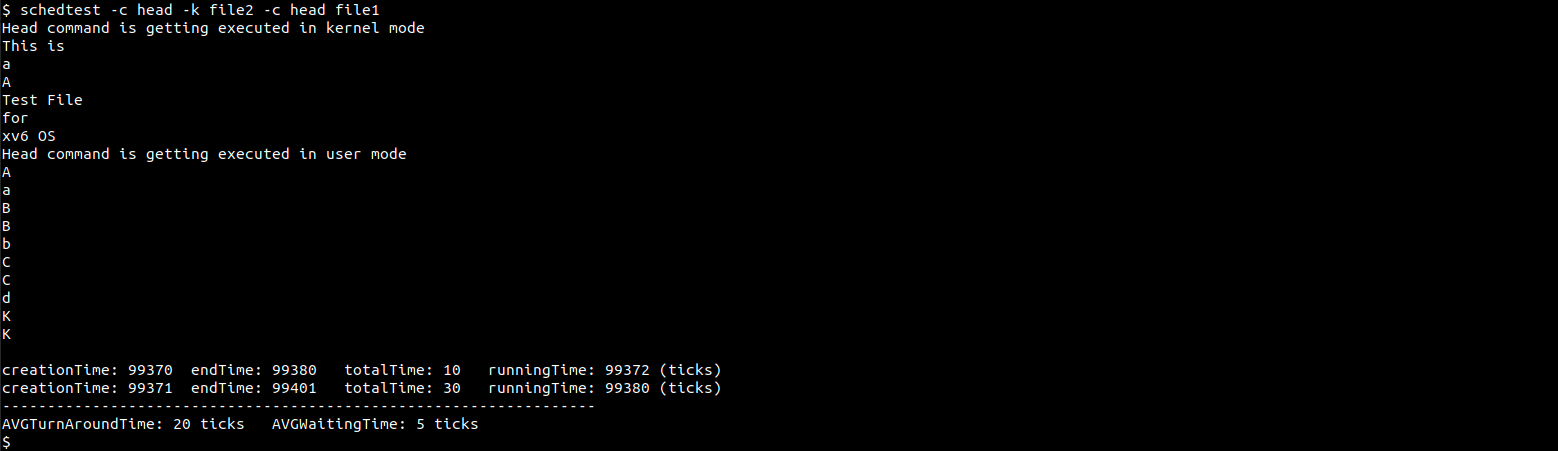 $ schedtest -c head -k file2 -c head file1
Head command is getting executed in kernel mode
This is
a
A
Test File
for
xv6 OS
Head command is getting executed in user mode
A
a
B
B
b
C
C
d
K
K
creationTime: 99370  endTime: 99380   totalTime: 10   runningTime: 99372 (ticks)
creationTime: 99371  endTime: 99401   totalTime: 30   runningTime: 99380 (ticks)
------------------------------------------------------------------
AVGTurnAroundTime: 20 ticks   AVGWaitingTime: 5 ticks
$